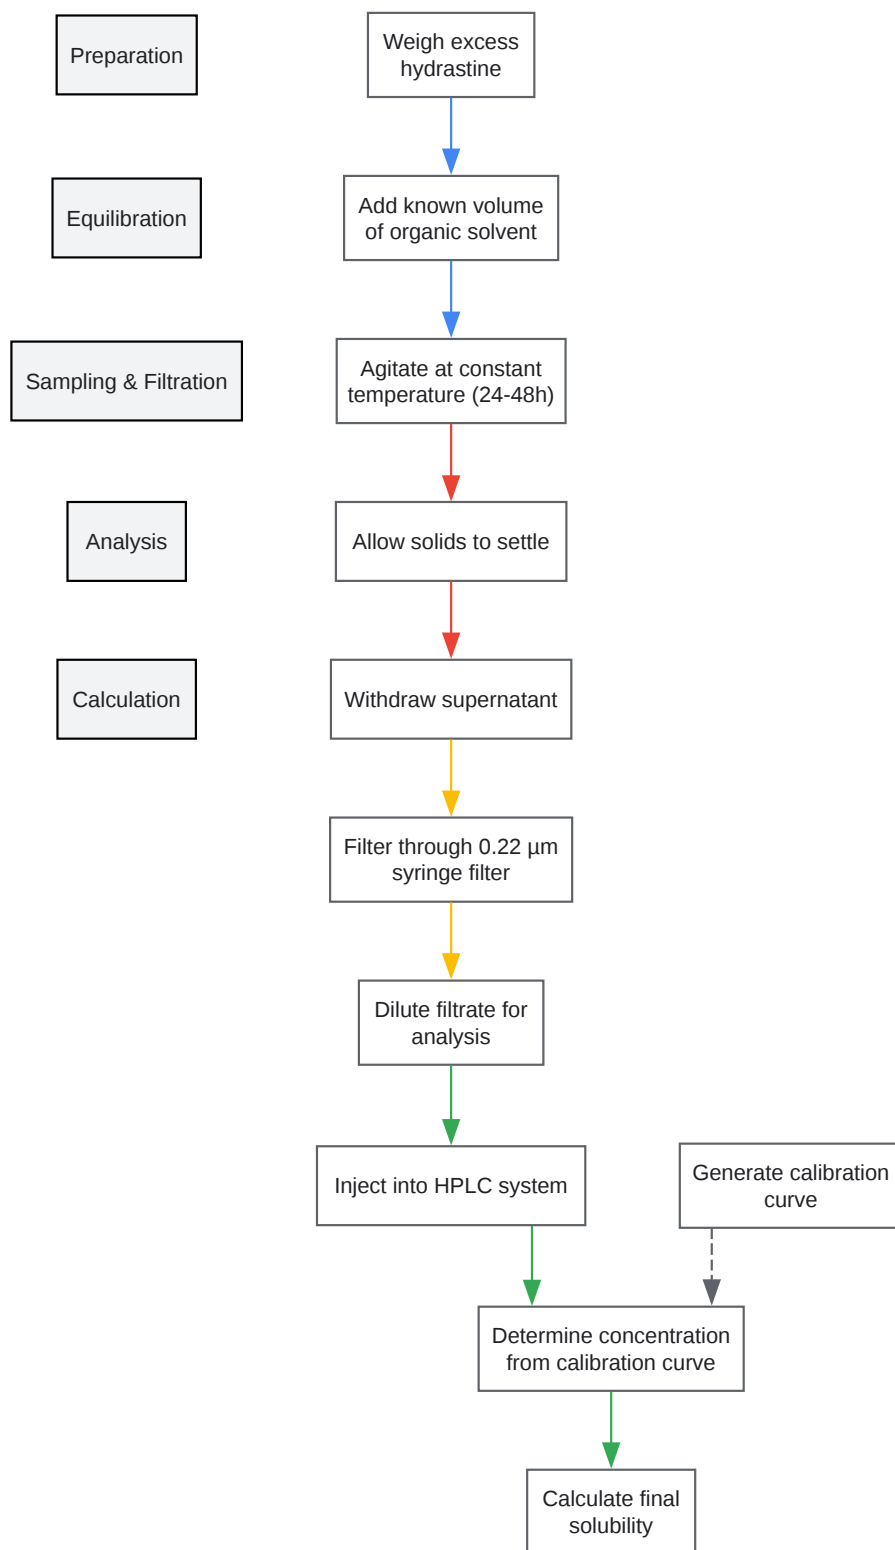 Preparation
Weigh excess
hydrastine
Equilibration
Add known volume
of organic solvent
Sampling & Filtration
Agitate at constant
temperature (24-48h)
Analysis
Allow solids to settle
Calculation
Withdraw supernatant
Filter through 0.22 µm
syringe filter
Dilute filtrate for
analysis
Inject into HPLC system
Generate calibration
curve
Determine concentration
from calibration curve
Calculate final
solubility